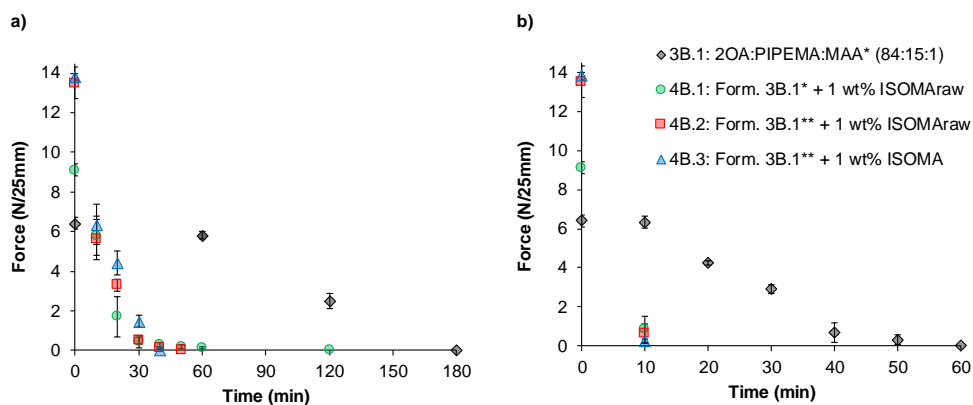 a)
14
12
10
8
6
4
2
0
Force (N/25mm)
0 30 60 90 120 150 180
Time (min)
b)
3B.1: 2OA:PIPEMA:MAA* (84:15:1)
4B.1: Form. 3B.1* + 1 wt% ISOMAraw
4B.2: Form. 3B.1** + 1 wt% ISOMAraw
4B.3: Form. 3B.1** + 1 wt% ISOMA
14
12
10
8
6
4
2
0
Force (N/25mm)
0 10 20 30 40 50 60
Time (min)